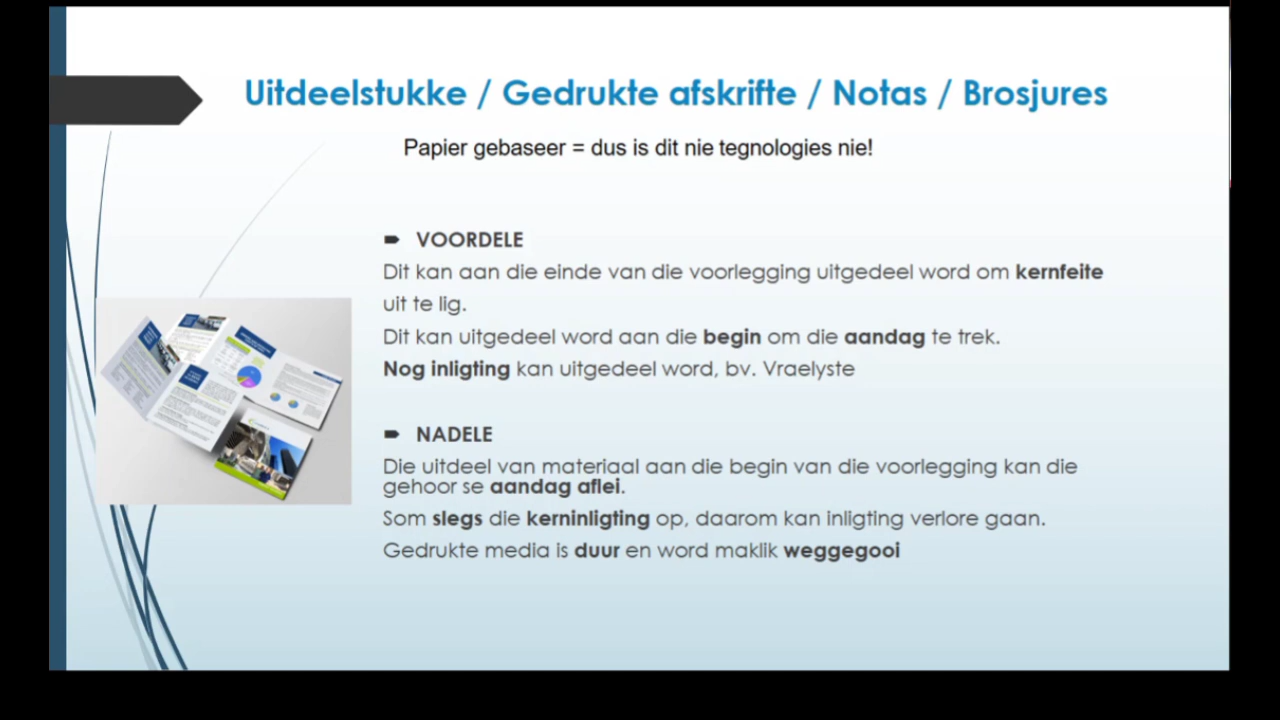 Uitdeelstukke / Gedrukte afskrifte / Notas / Brosjures
Papier gebaseer = dus is dit nie tegnologies nie!
VOORDELE
Dit kan aan die einde van die voorlegging uitgedeel word om kernfeite
uit te lig.
Dit kan uitgedeel word aan die begin om die aandag te trek.
Nog inligting kan uitgedeel word, bv. Vraelyste
NADELE
Die uitdeel van materiaal aan die begin van die voorlegging kan die
gehoor se aandag aflei.
Som slegs die kerninligting op, daarom kan inligting verlore gaan.
Gedrukte media is duur en word maklik weggegooi